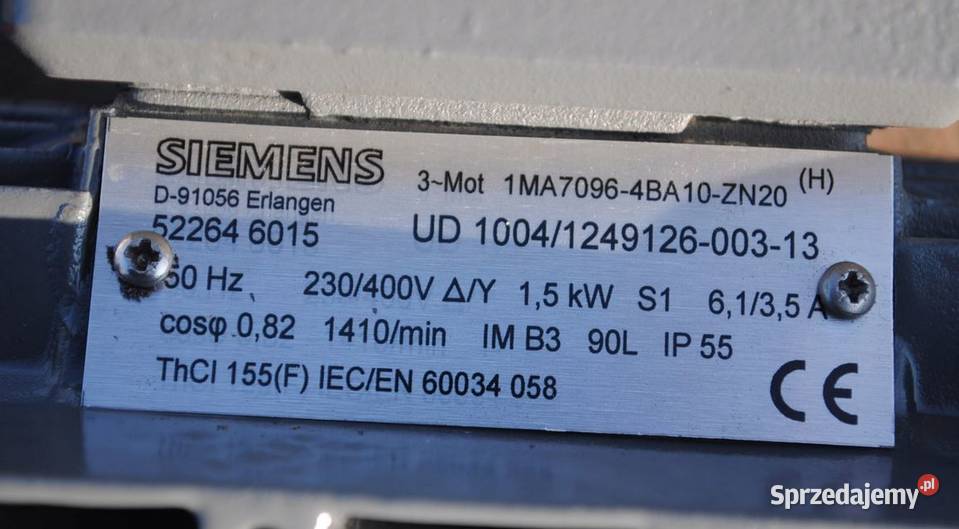 SIEMENS
3~Mot 1MA7096-4BA10-ZN20 (H)
D-91056 Erlangen
52264 6015 UD 1004/1249126-003-13
50 Hz 230/400V Δ/Y 1,5 kW S1 6,1/3,5 A
cosφ 0,82 1410/min IM B3 90L IP 55
ThCl 155(F) IEC/EN 60034 058
CE
Sprzedajemy.pl